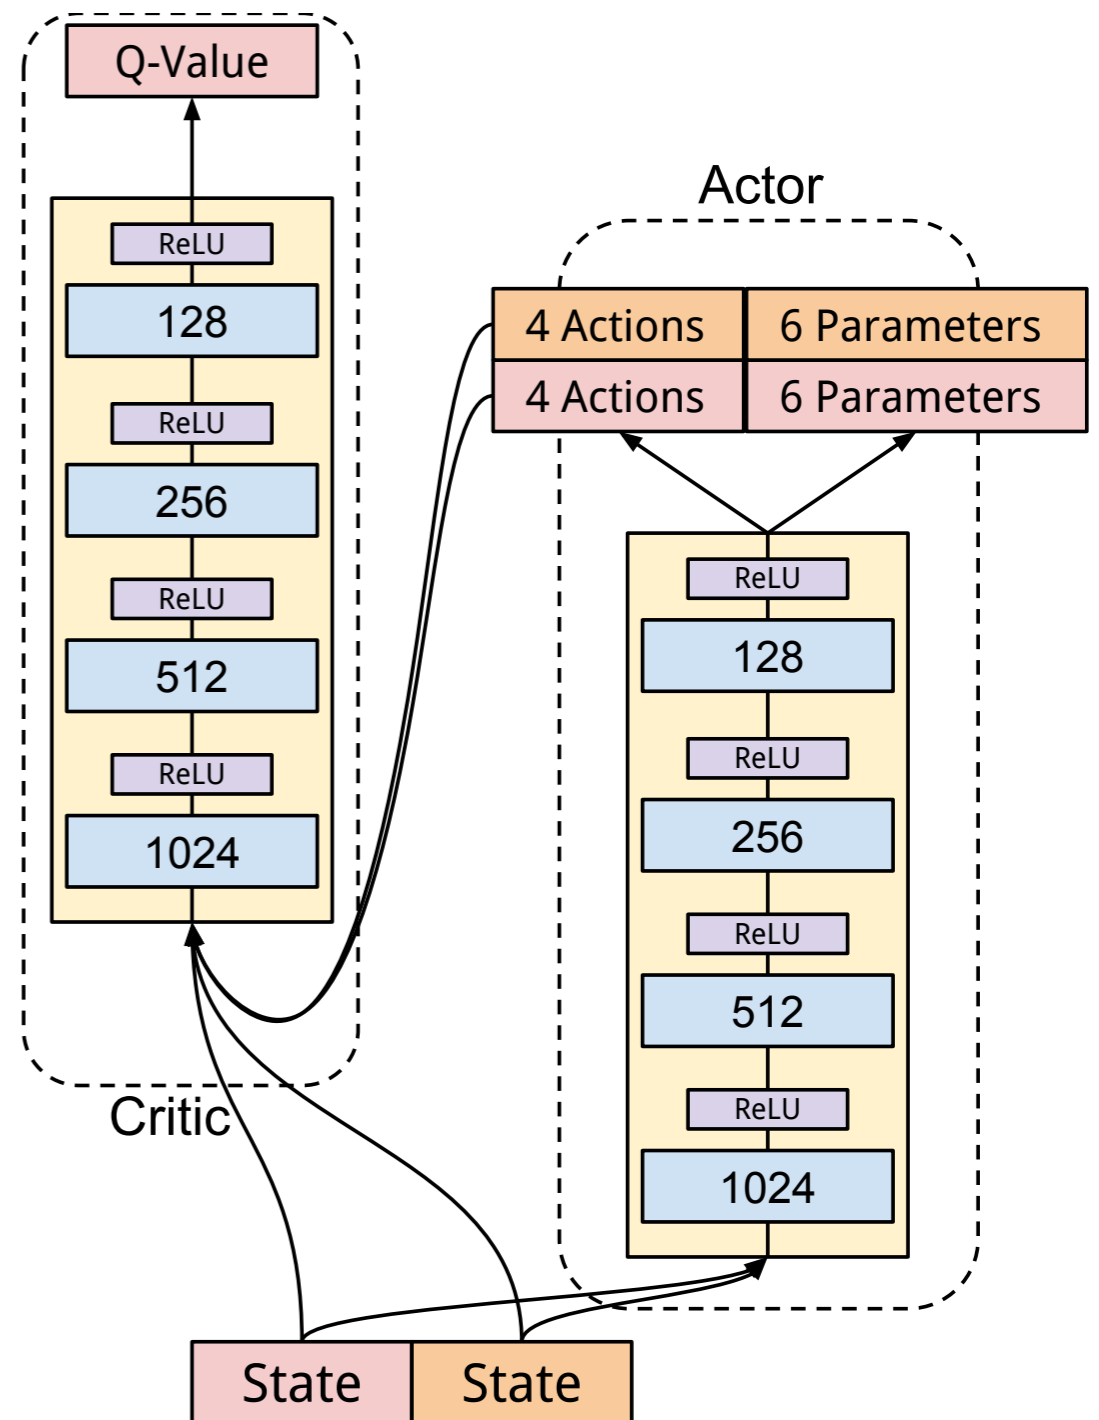 Q-Value
ReLU
128
ReLU
256
ReLU
512
ReLU
1024
Critic
Actor
4 Actions 6 Parameters
4 Actions 6 Parameters
ReLU
128
ReLU
256
ReLU
512
ReLU
1024
State State